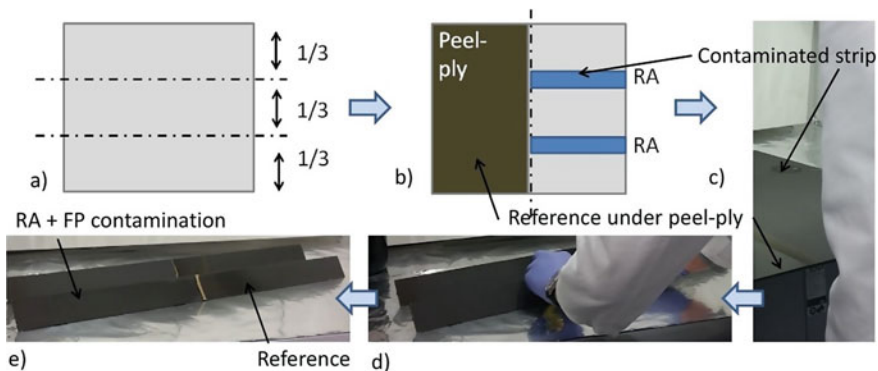 1/3
1/3
1/3
a)
Peel-
ply
RA
RA
Contaminated strip
b)
c)
Reference under peel-ply
RA + FP contamination
Reference
e)
d)